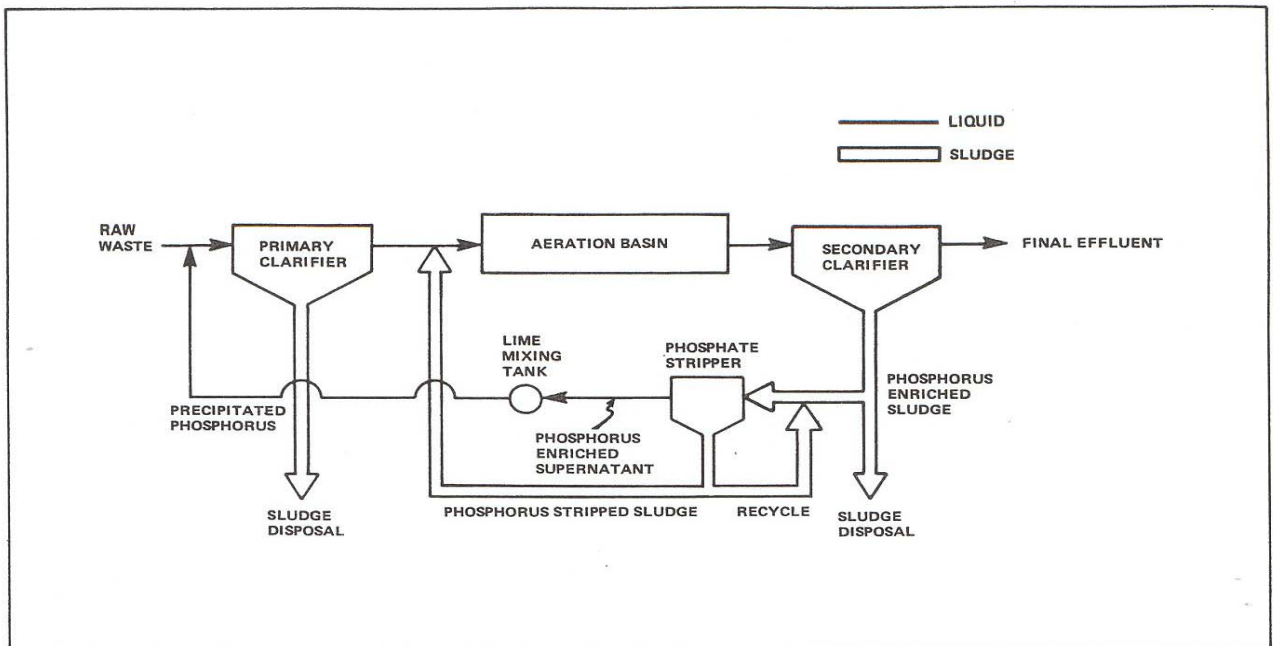 LIQUID
SLUDGE
RAW
WASTE
PRIMARY
CLARIFIER
AERATION BASIN
SECONDARY
CLARIFIER
FINAL EFFLUENT
LIME
MIXING
TANK
PHOSPHATE
STRIPPER
PHOSPHORUS
ENRICHED
SLUDGE
PRECIPITATED
PHOSPHORUS
PHOSPHORUS
ENRICHED
SUPERNATANT
SLUDGE
DISPOSAL
PHOSPHORUS STRIPPED SLUDGE
RECYCLE
SLUDGE
DISPOSAL